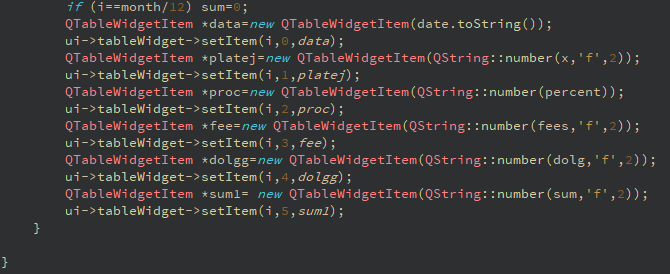 if (i==month/12) sum=0;
QTableWidgetItem *data=new QTableWidgetItem(date.toString());
ui->tableWidget->setItem(i,0,data);
QTableWidgetItem *platej=new QTableWidgetItem(QString::number(x,'f',2));
ui->tableWidget->setItem(i,1,platej);
QTableWidgetItem *proc=new QTableWidgetItem(QString::number(percent));
ui->tableWidget->setItem(i,2,proc);
QTableWidgetItem *fee=new QTableWidgetItem(QString::number(fees,'f',2));
ui->tableWidget->setItem(i,3,fee);
QTableWidgetItem *dolgg=new QTableWidgetItem(QString::number(dolg,'f',2));
ui->tableWidget->setItem(i,4,dolgg);
QTableWidgetItem *sum1= new QTableWidgetItem(QString::number(sum,'f',2));
ui->tableWidget->setItem(i,5,sum1);
}
}